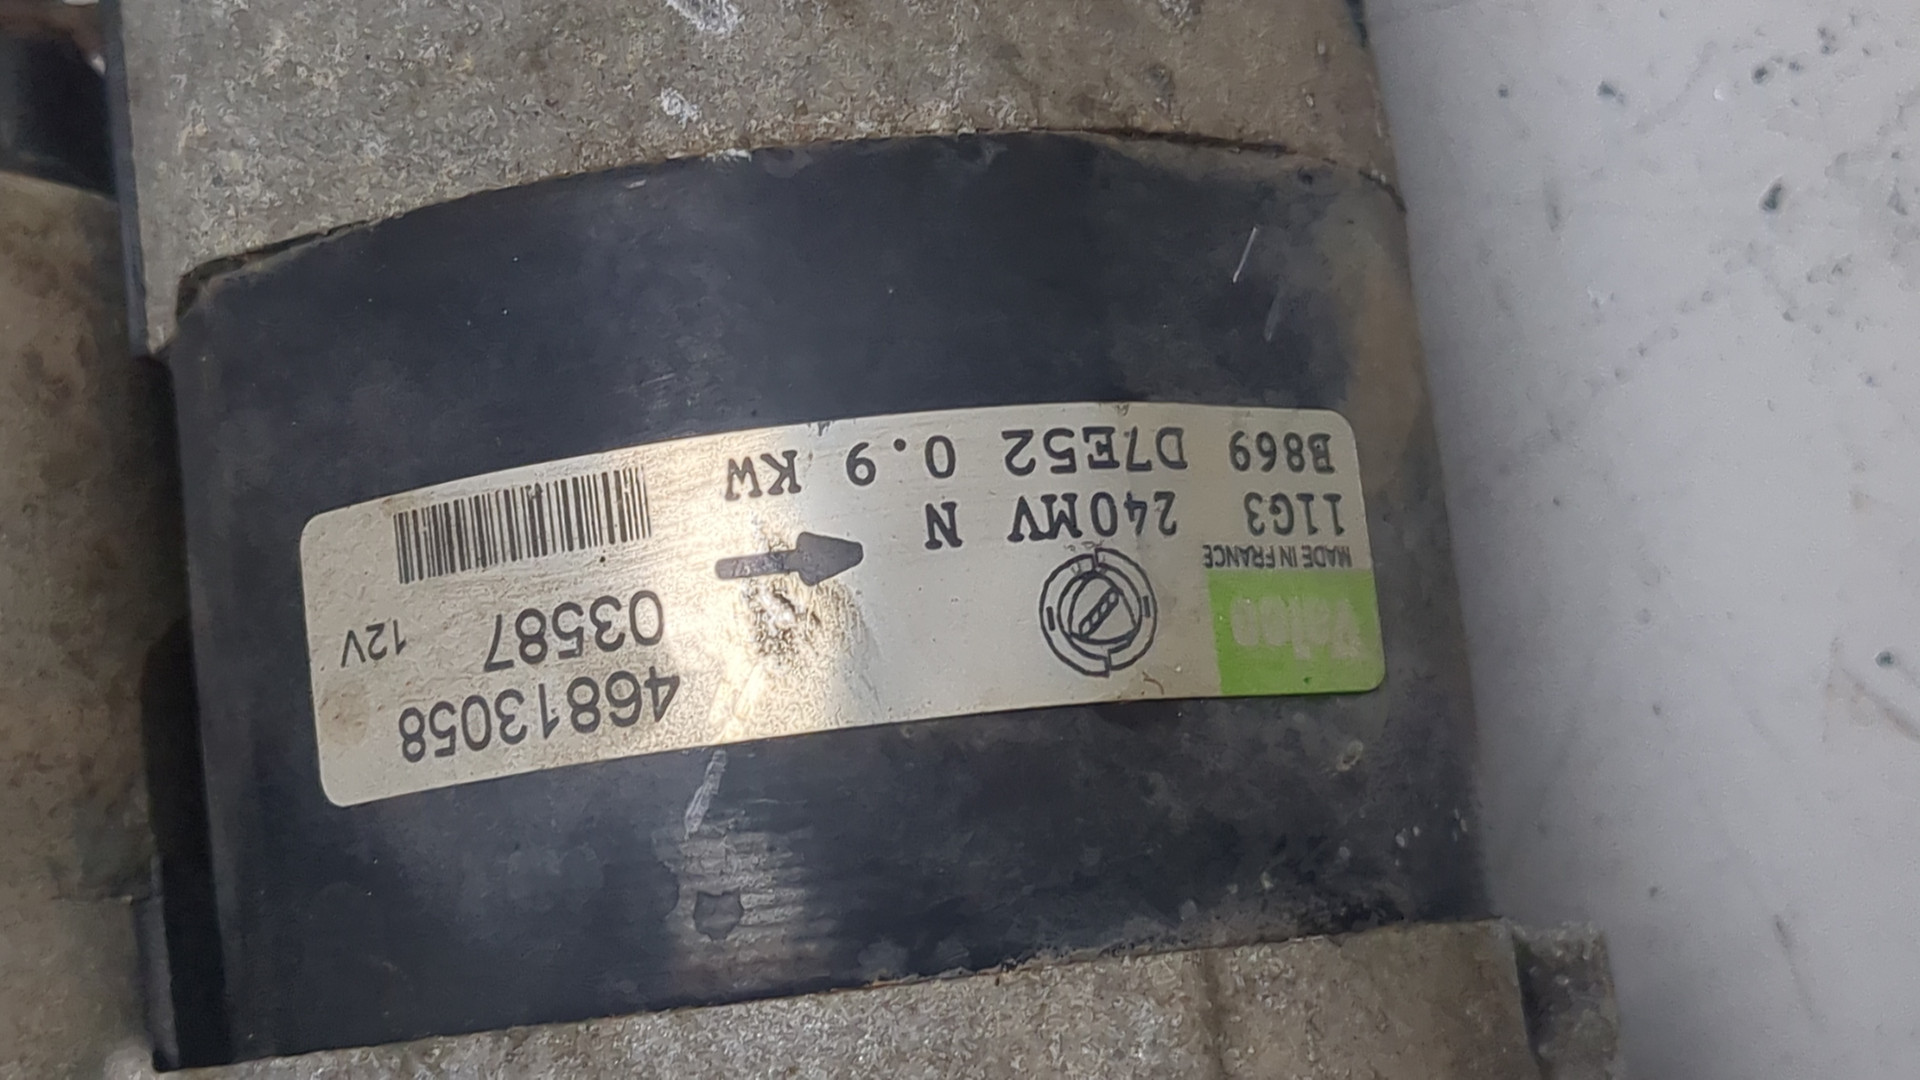 Valeo
MADE IN FRANCE
11G3 240MV N
B869 D7E52 0.9 KW
46813058
03587 12V